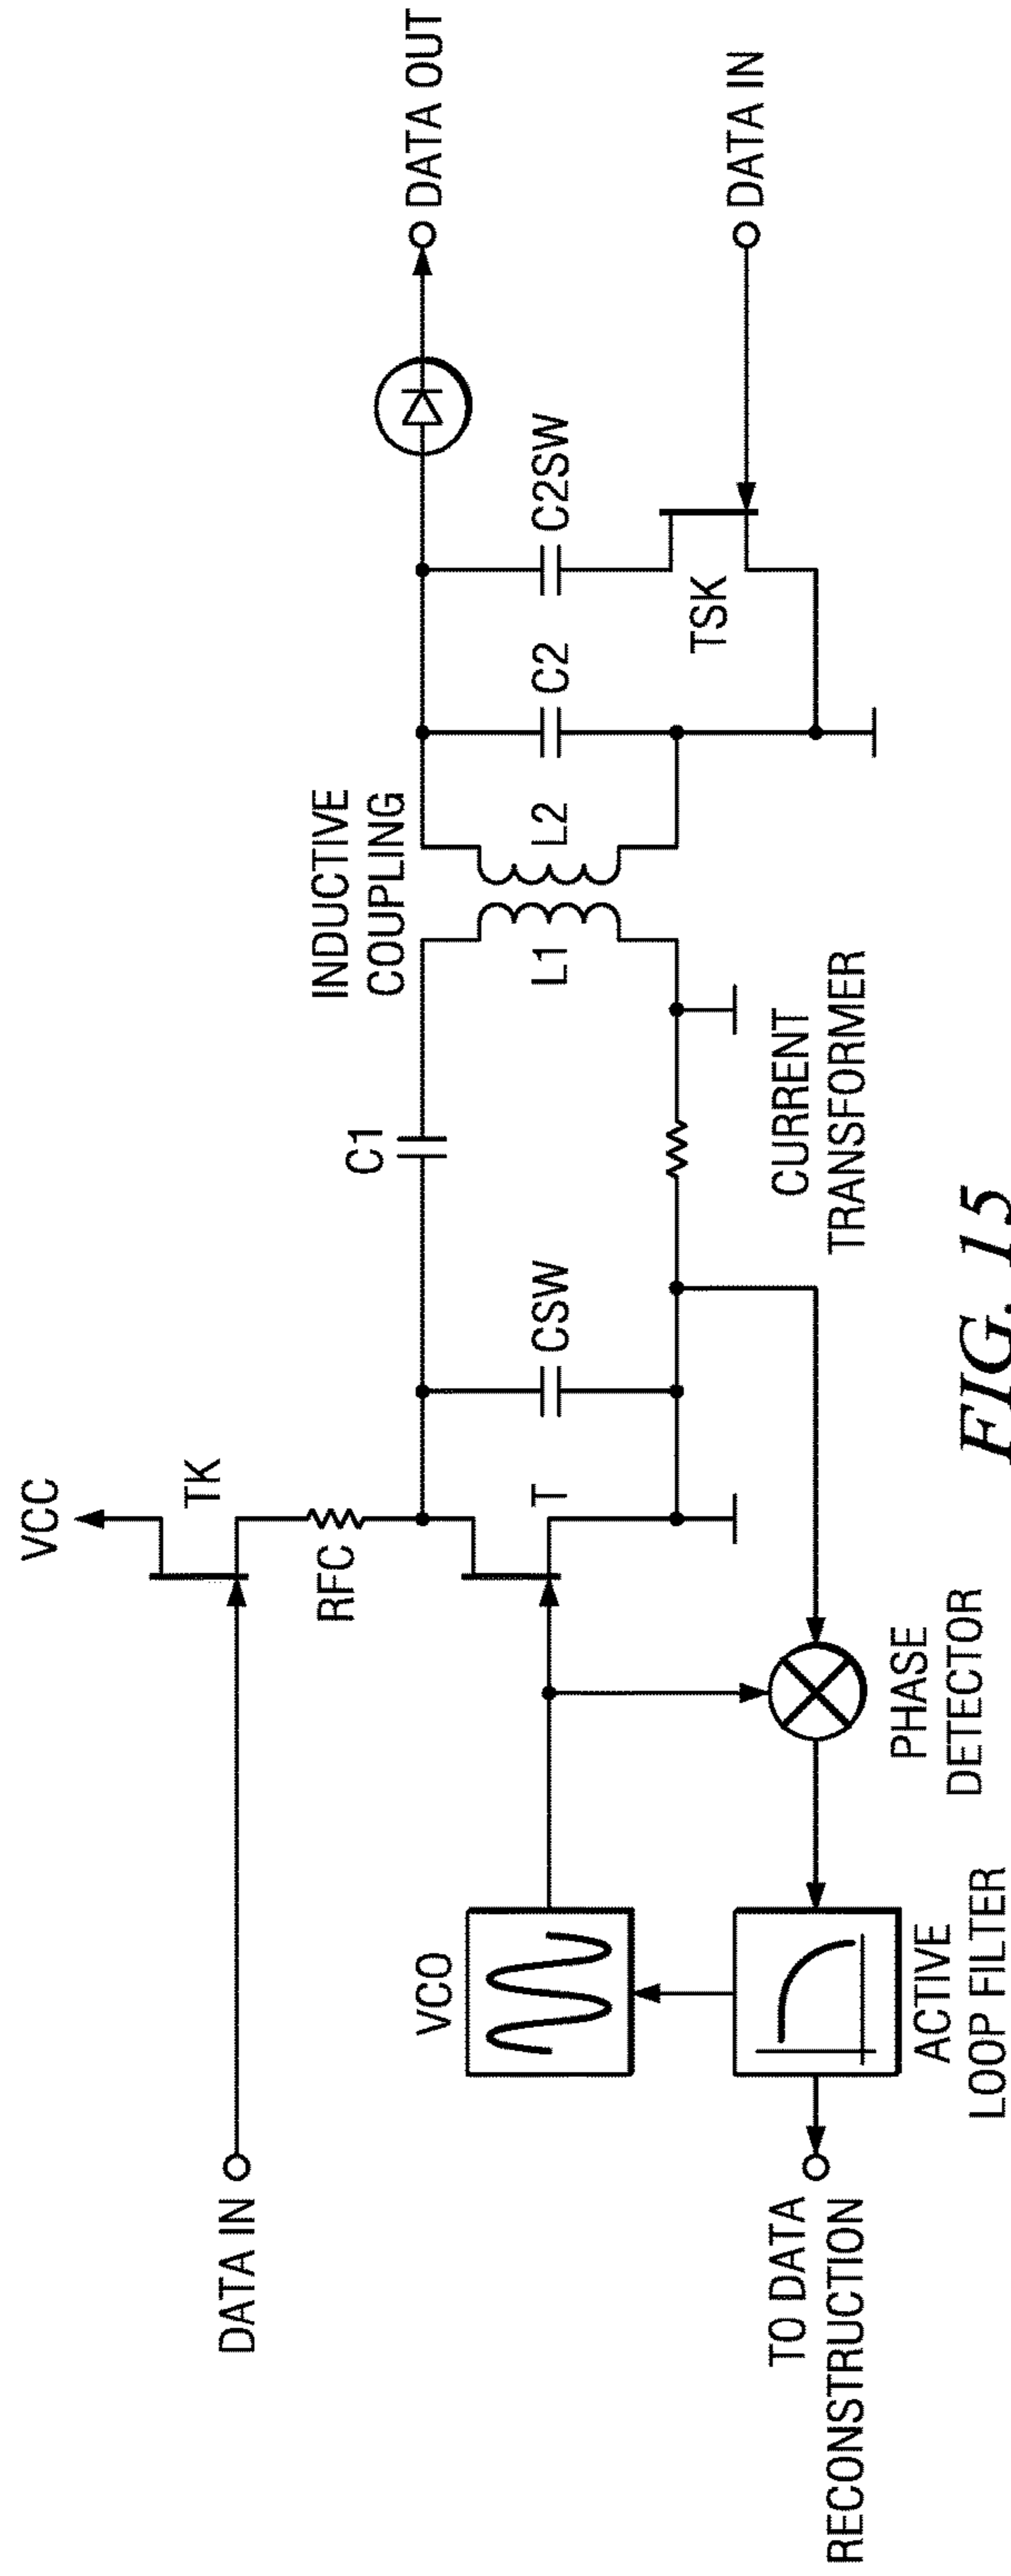 VCC
TK
DATA IN
RFC
C1
INDUCTIVE
COUPLING
DATA OUT
VCO
T
CSW
L1
L2
C2
C2SW
TSK
DATA IN
TO DATA
RECONSTRUCTION
ACTIVE
LOOP FILTER
PHASE
DETECTOR
CURRENT
TRANSFORMER
FIG. 15